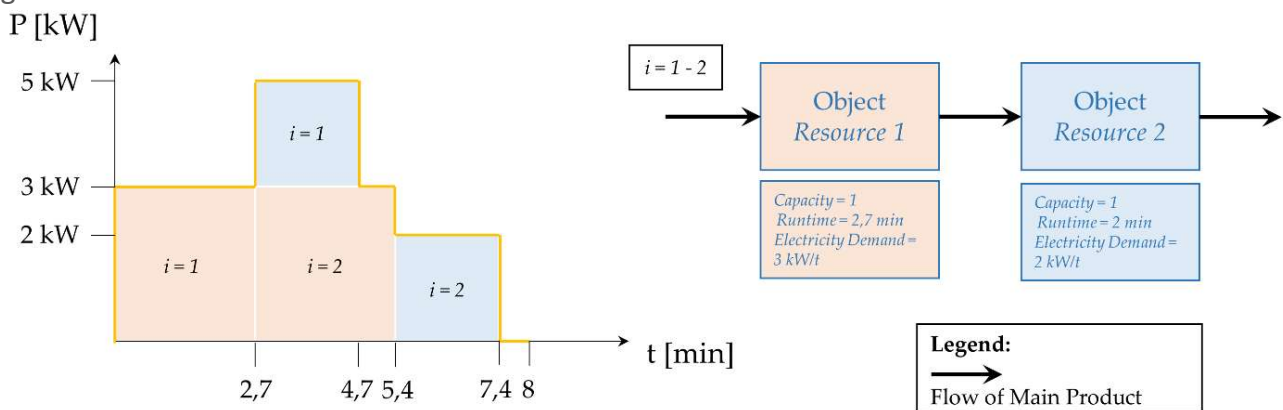 P [kW]
5 kW
3 kW
2 kW
i = 1
i = 1
i = 2
i = 2
2,7
4,7
5,4
7,4
8
t [min]
i = 1 - 2
Object
Resource 1
Capacity = 1
Runtime = 2,7 min
Electricity Demand =
3 kW/t
Object
Resource 2
Capacity = 1
Runtime = 2 min
Electricity Demand =
2 kW/t
Legend:
Flow of Main Product